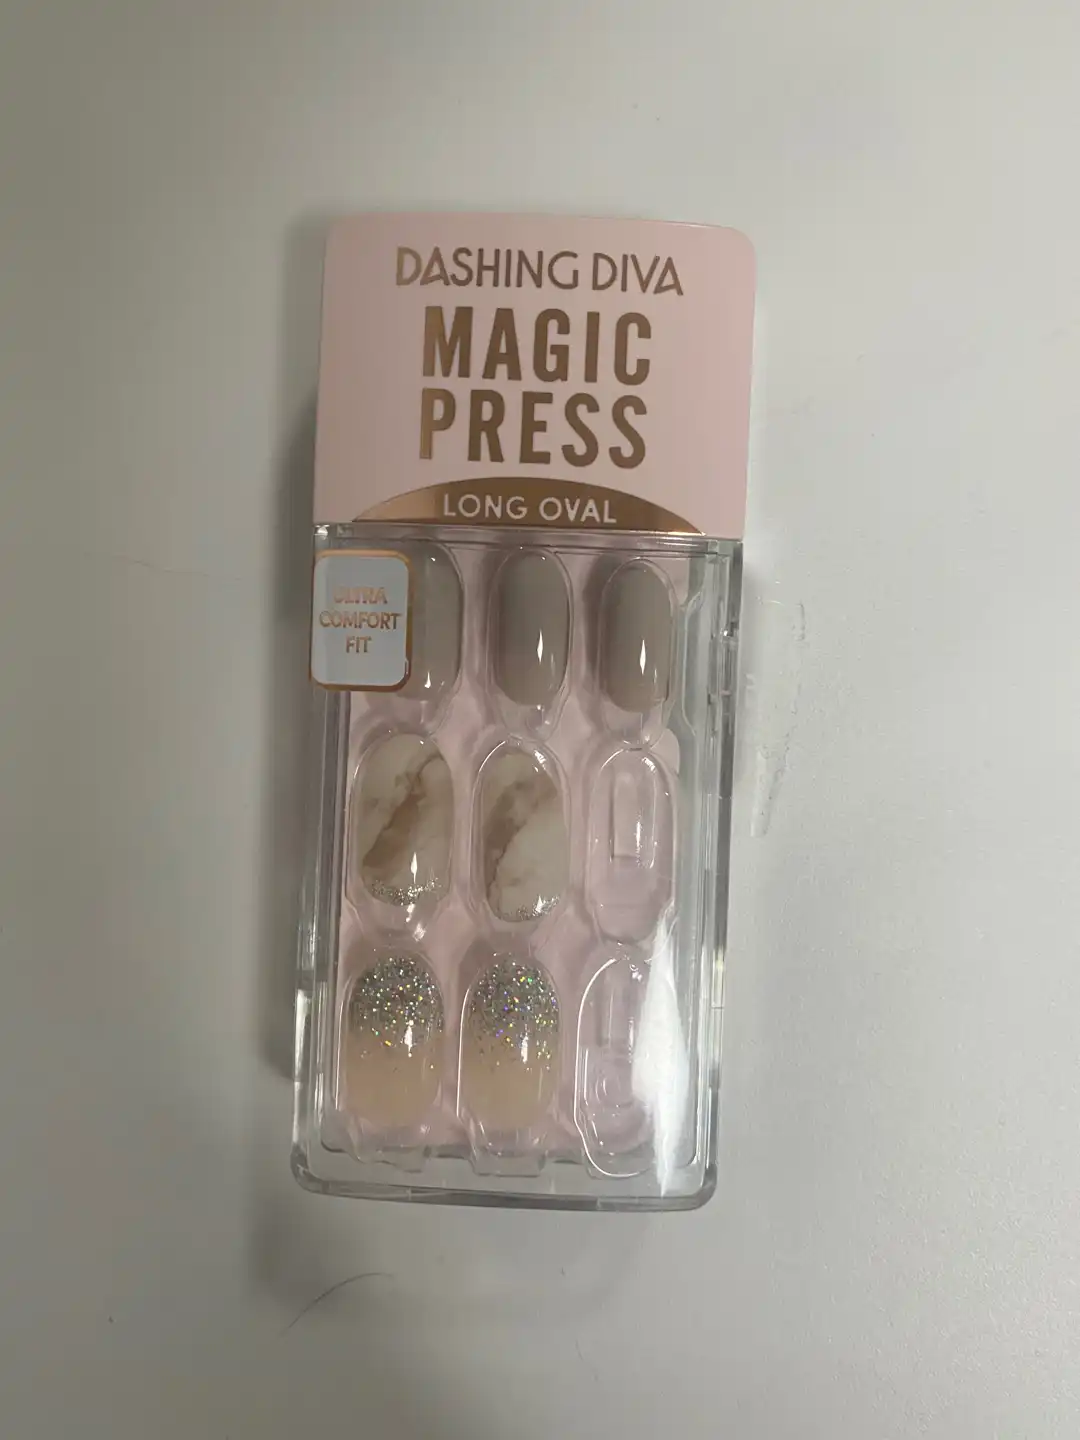 DASHING DIVA
MAGIC
PRESS
LONG OVAL
ULTRA
COMFORT
FIT